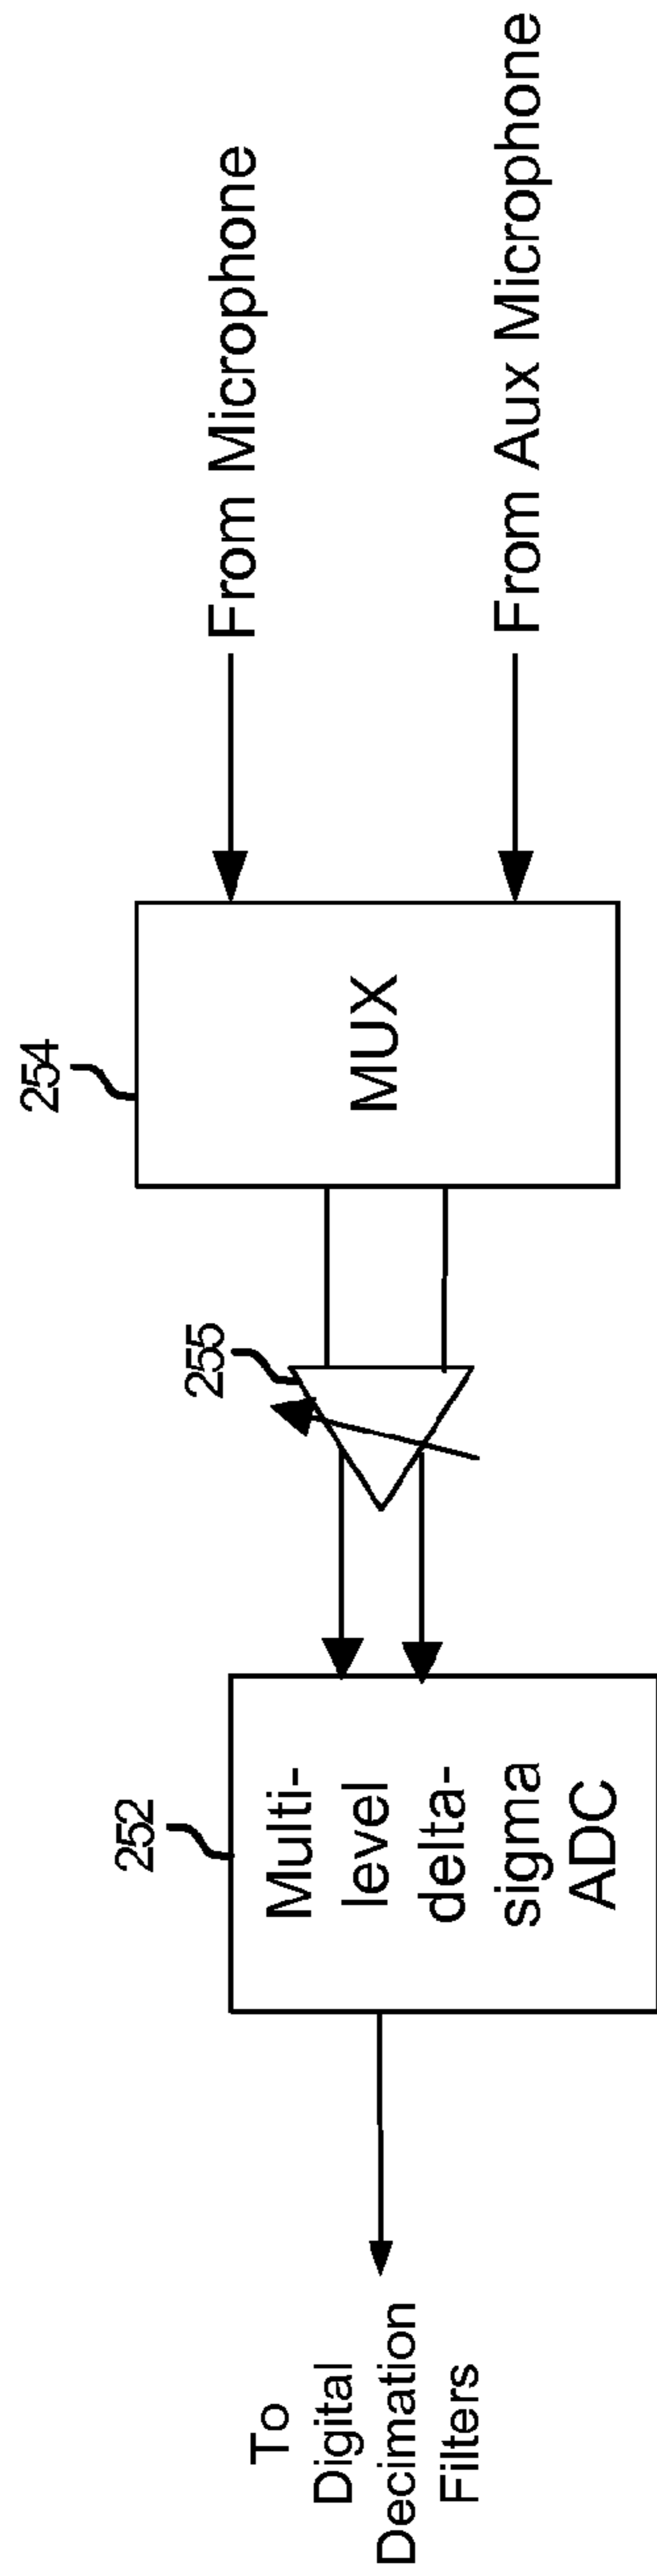 254
255
252
From Microphone
From Aux Microphone
MUX
Multi-
level
delta-
sigma
ADC
To
Digital
Decimation
Filters